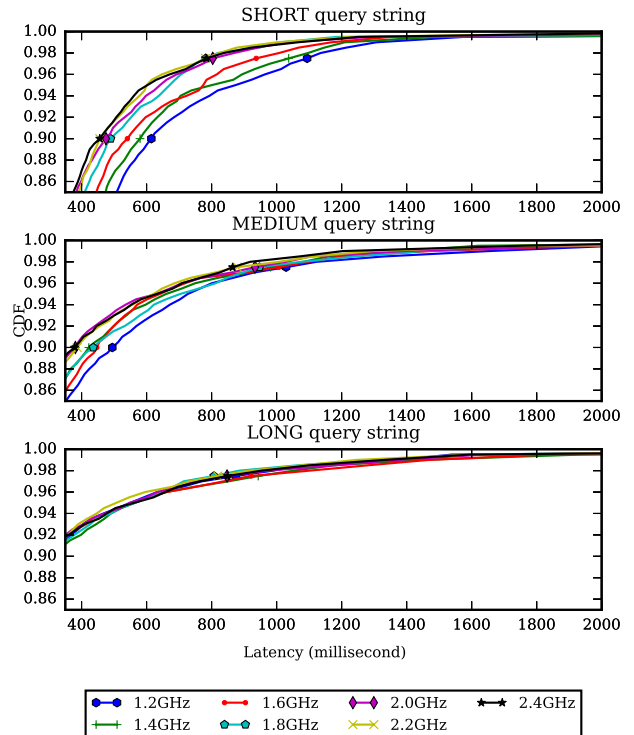 SHORT query string
1.00
0.98
0.96
0.94
0.92
0.90
0.88
0.86
400 600 800 1000 1200 1400 1600 1800 2000
MEDIUM query string
1.00
0.98
0.96
0.94
0.92
0.90
0.88
0.86
CDF
400 600 800 1000 1200 1400 1600 1800 2000
LONG query string
1.00
0.98
0.96
0.94
0.92
0.90
0.88
0.86
400 600 800 1000 1200 1400 1600 1800 2000
Latency (millisecond)
1.2GHz 1.6GHz 2.0GHz 2.4GHz
1.4GHz 1.8GHz 2.2GHz